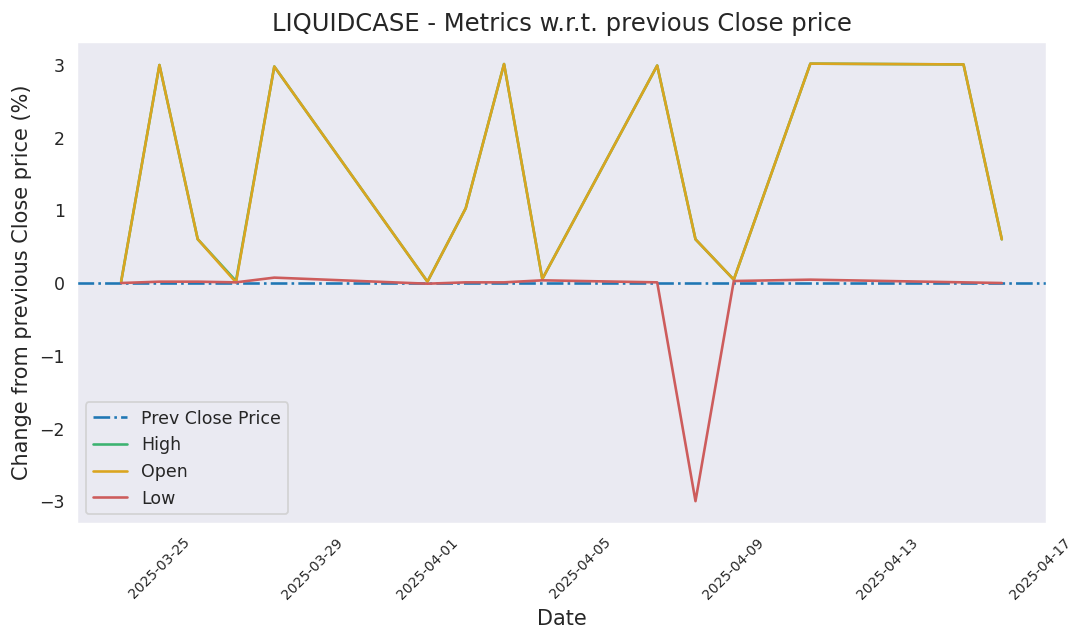 LIQUIDCASE - Metrics w.r.t. previous Close price
Change from previous Close price (%)
3
2
1
0
−1
−2
−3
Prev Close Price
High
Open
Low
2025-03-25
2025-03-29
2025-04-01
2025-04-05
2025-04-09
2025-04-13
2025-04-17
Date